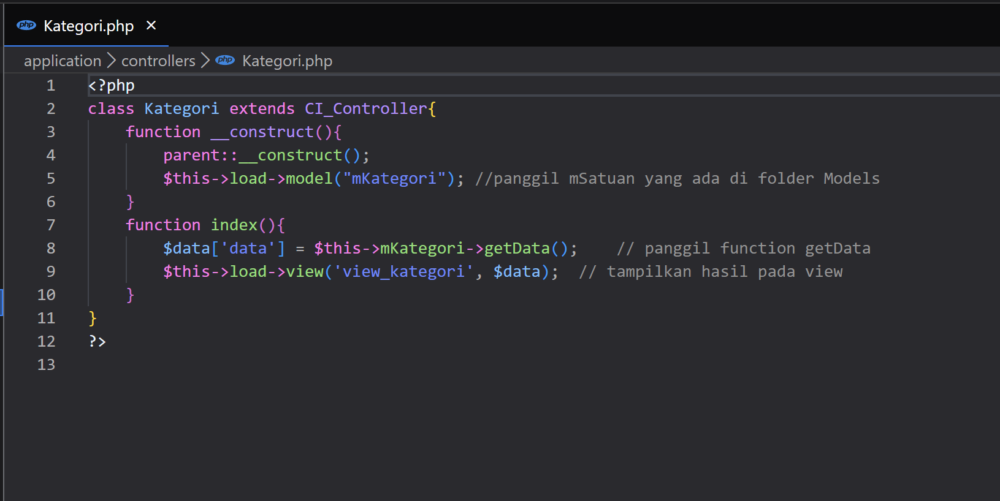 php Kategori.php ×
application > controllers > php Kategori.php
1 <?php
2 class Kategori extends CI_Controller{
3     function __construct(){
4         parent::__construct();
5         $this->load->model("mKategori"); //panggil mSatuan yang ada di folder Models
6     }
7     function index(){
8         $data['data'] = $this->mKategori->getData();    // panggil function getData
9         $this->load->view('view_kategori', $data);  // tampilkan hasil pada view
10     }
11 }
12 ?>
13